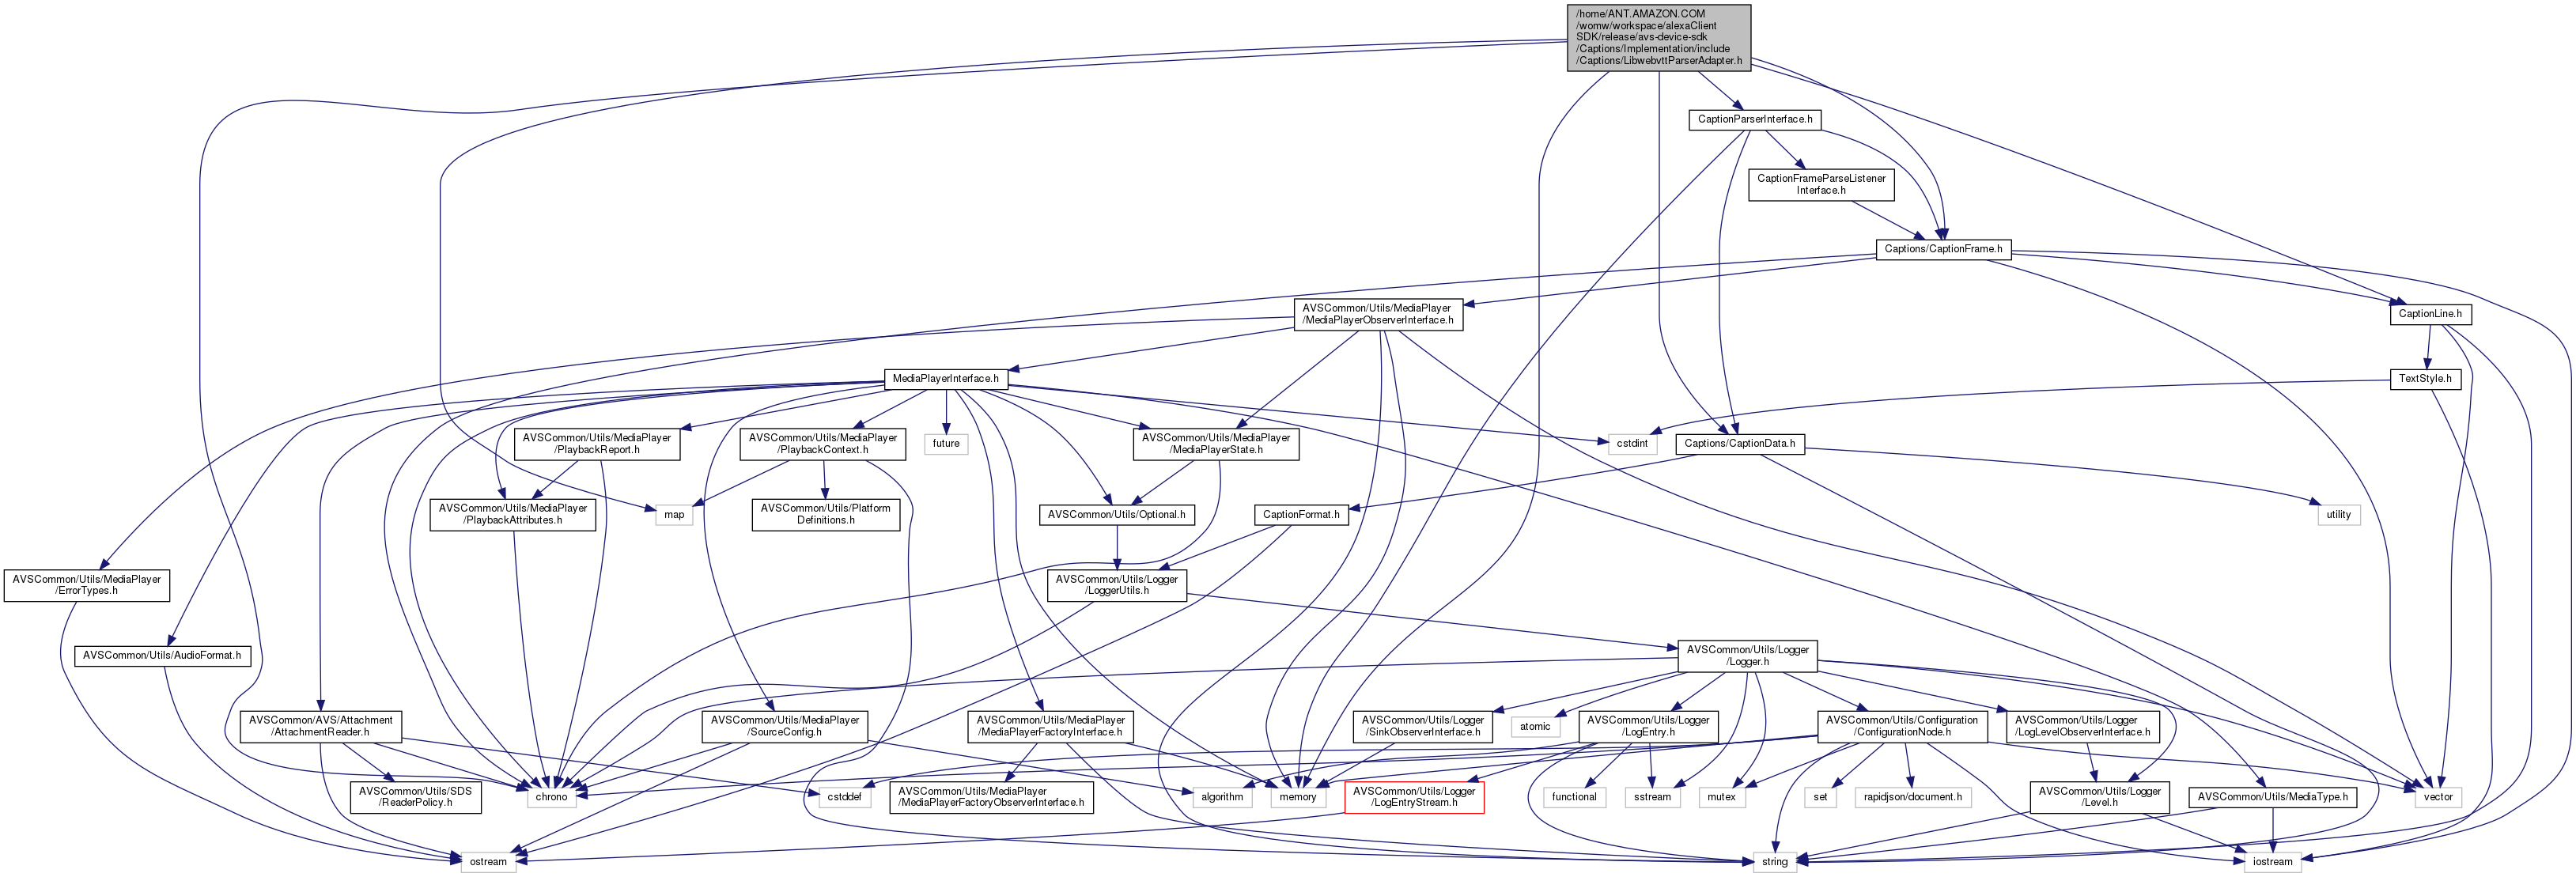 /home/ANT.AMAZON.COM
/womw/workspace/alexaClient
SDK/release/avs-device-sdk
/Captions/Implementation/include
/Captions/LibwebvttParserAdapter.h
CaptionParserInterface.h
CaptionFrameParseListener
Interface.h
Captions/CaptionFrame.h
AVSCommon/Utils/MediaPlayer
/MediaPlayerObserverInterface.h
CaptionLine.h
MediaPlayerInterface.h
TextStyle.h
AVSCommon/Utils/MediaPlayer
/PlaybackReport.h
AVSCommon/Utils/MediaPlayer
/PlaybackContext.h
future
AVSCommon/Utils/MediaPlayer
/MediaPlayerState.h
cstdint
Captions/CaptionData.h
AVSCommon/Utils/MediaPlayer
/PlaybackAttributes.h
map
AVSCommon/Utils/Platform
Definitions.h
AVSCommon/Utils/Optional.h
CaptionFormat.h
utility
AVSCommon/Utils/MediaPlayer
/ErrorTypes.h
AVSCommon/Utils/Logger
/LoggerUtils.h
AVSCommon/Utils/AudioFormat.h
AVSCommon/Utils/Logger
/Logger.h
AVSCommon/AVS/Attachment
/AttachmentReader.h
AVSCommon/Utils/MediaPlayer
/SourceConfig.h
AVSCommon/Utils/MediaPlayer
/MediaPlayerFactoryInterface.h
AVSCommon/Utils/Logger
/SinkObserverInterface.h
atomic
AVSCommon/Utils/Logger
/LogEntry.h
AVSCommon/Utils/Configuration
/ConfigurationNode.h
AVSCommon/Utils/Logger
/LogLevelObserverInterface.h
AVSCommon/Utils/SDS
/ReaderPolicy.h
chrono
cstddef
AVSCommon/Utils/MediaPlayer
/MediaPlayerFactoryObserverInterface.h
algorithm
memory
AVSCommon/Utils/Logger
/LogEntryStream.h
functional
sstream
mutex
set
rapidjson/document.h
AVSCommon/Utils/Logger
/Level.h
AVSCommon/Utils/MediaType.h
vector
ostream
string
iostream